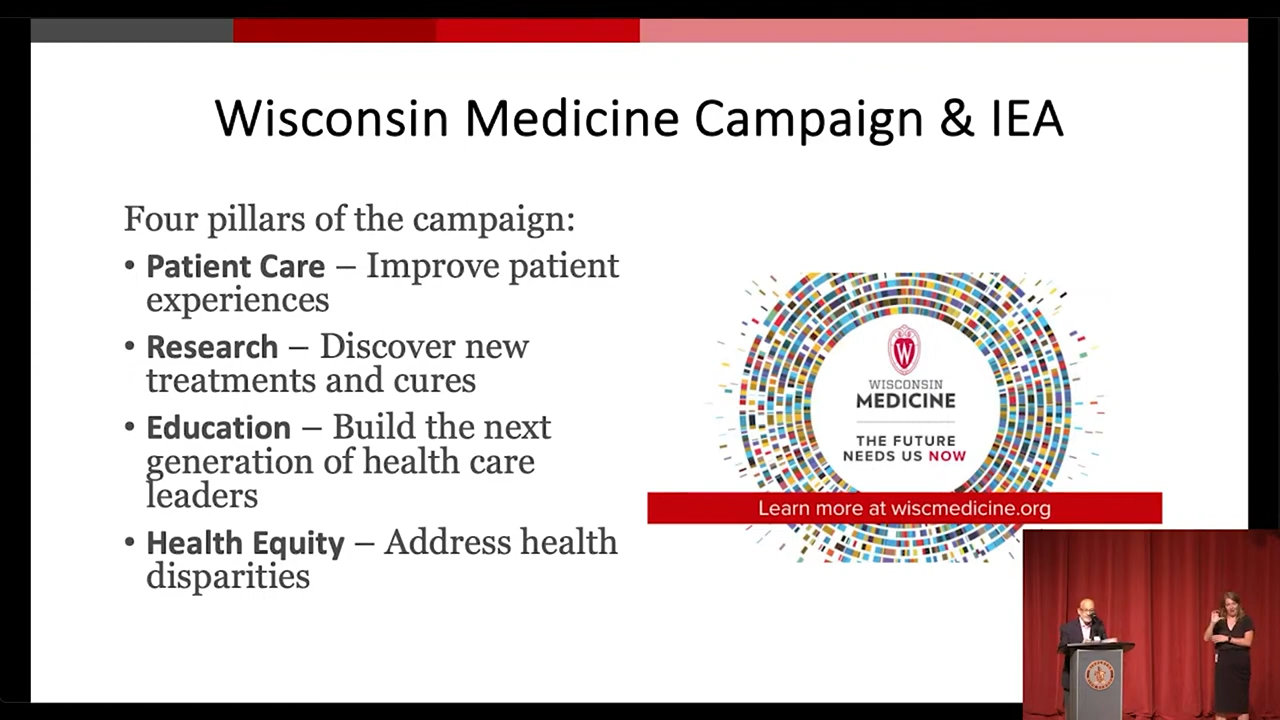 Wisconsin Medicine Campaign & IEA
Four pillars of the campaign:
• Patient Care – Improve patient
experiences
• Research – Discover new
treatments and cures
• Education – Build the next
generation of health care
leaders
• Health Equity – Address health
disparities
W
WISCONSIN
MEDICINE
THE FUTURE
NEEDS US NOW
Learn more at wiscmedicine.org